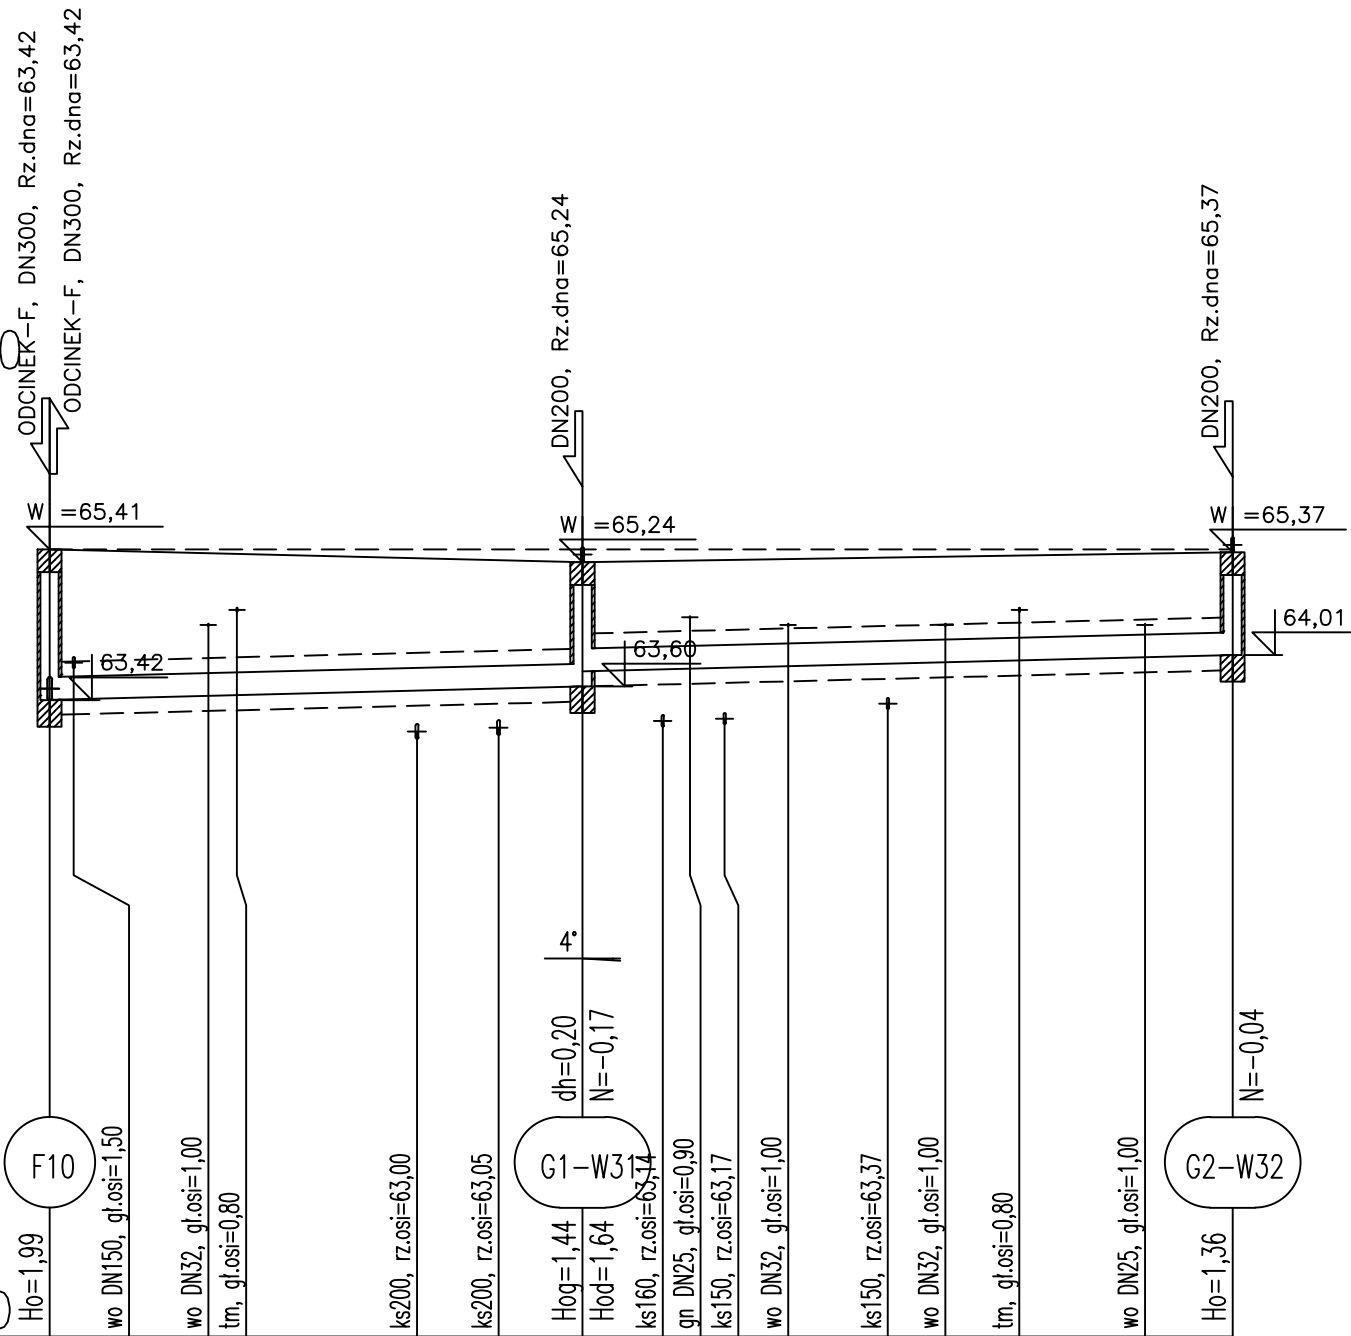 ODCINEK-F, DN300, Rz.dna=63,42
ODCINEK-F, DN300, Rz.dna=63,42
DN200, Rz.dna=65,24
DN200, Rz.dna=65,37
W =65,41
W =65,24
W =65,37
63,42
63,60
64,01
4°
dh=0,20
N=-0,17
N=-0,04
F10
G1-W31
G2-W32
Ho=1,99
wo DN150, gł.osi=1,50
wo DN32, gł.osi=1,00
tm, gł.osi=0,80
ks200, rz.osi=63,00
ks200, rz.osi=63,05
Hog=1,44
Hod=1,64
ks160, rz.osi=63,14
gn DN25, gł.osi=0,90
ks150, rz.osi=63,17
wo DN32, gł.osi=1,00
ks150, rz.osi=63,37
wo DN32, gł.osi=1,00
tm, gł.osi=0,80
wo DN25, gł.osi=1,00
Ho=1,36